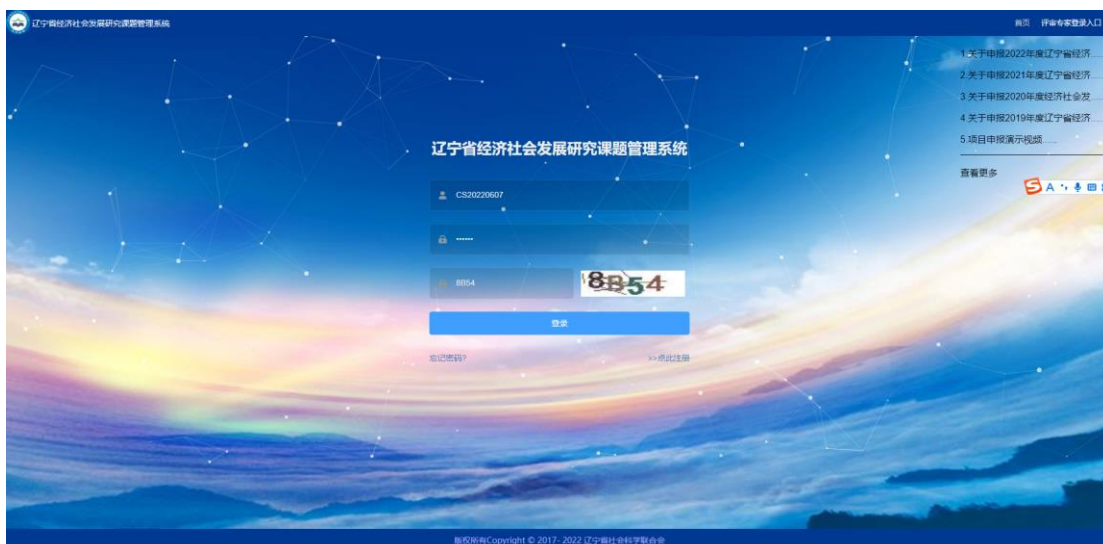 辽宁省经济社会发展研究课题管理系统
首页 评审专家登录入口
1.关于申报2022年度辽宁省经济......
2.关于申报2021年度辽宁省经济......
3.关于申报2020年度经济社会发......
4.关于申报2019年度辽宁省经济......
5.项目申报演示视频......
查看更多
辽宁省经济社会发展研究课题管理系统
CS20220607
••••••
8B54 8B54
登录
忘记密码? >>点此注册
版权所有Copyright © 2017- 2022 辽宁省社会科学联合会